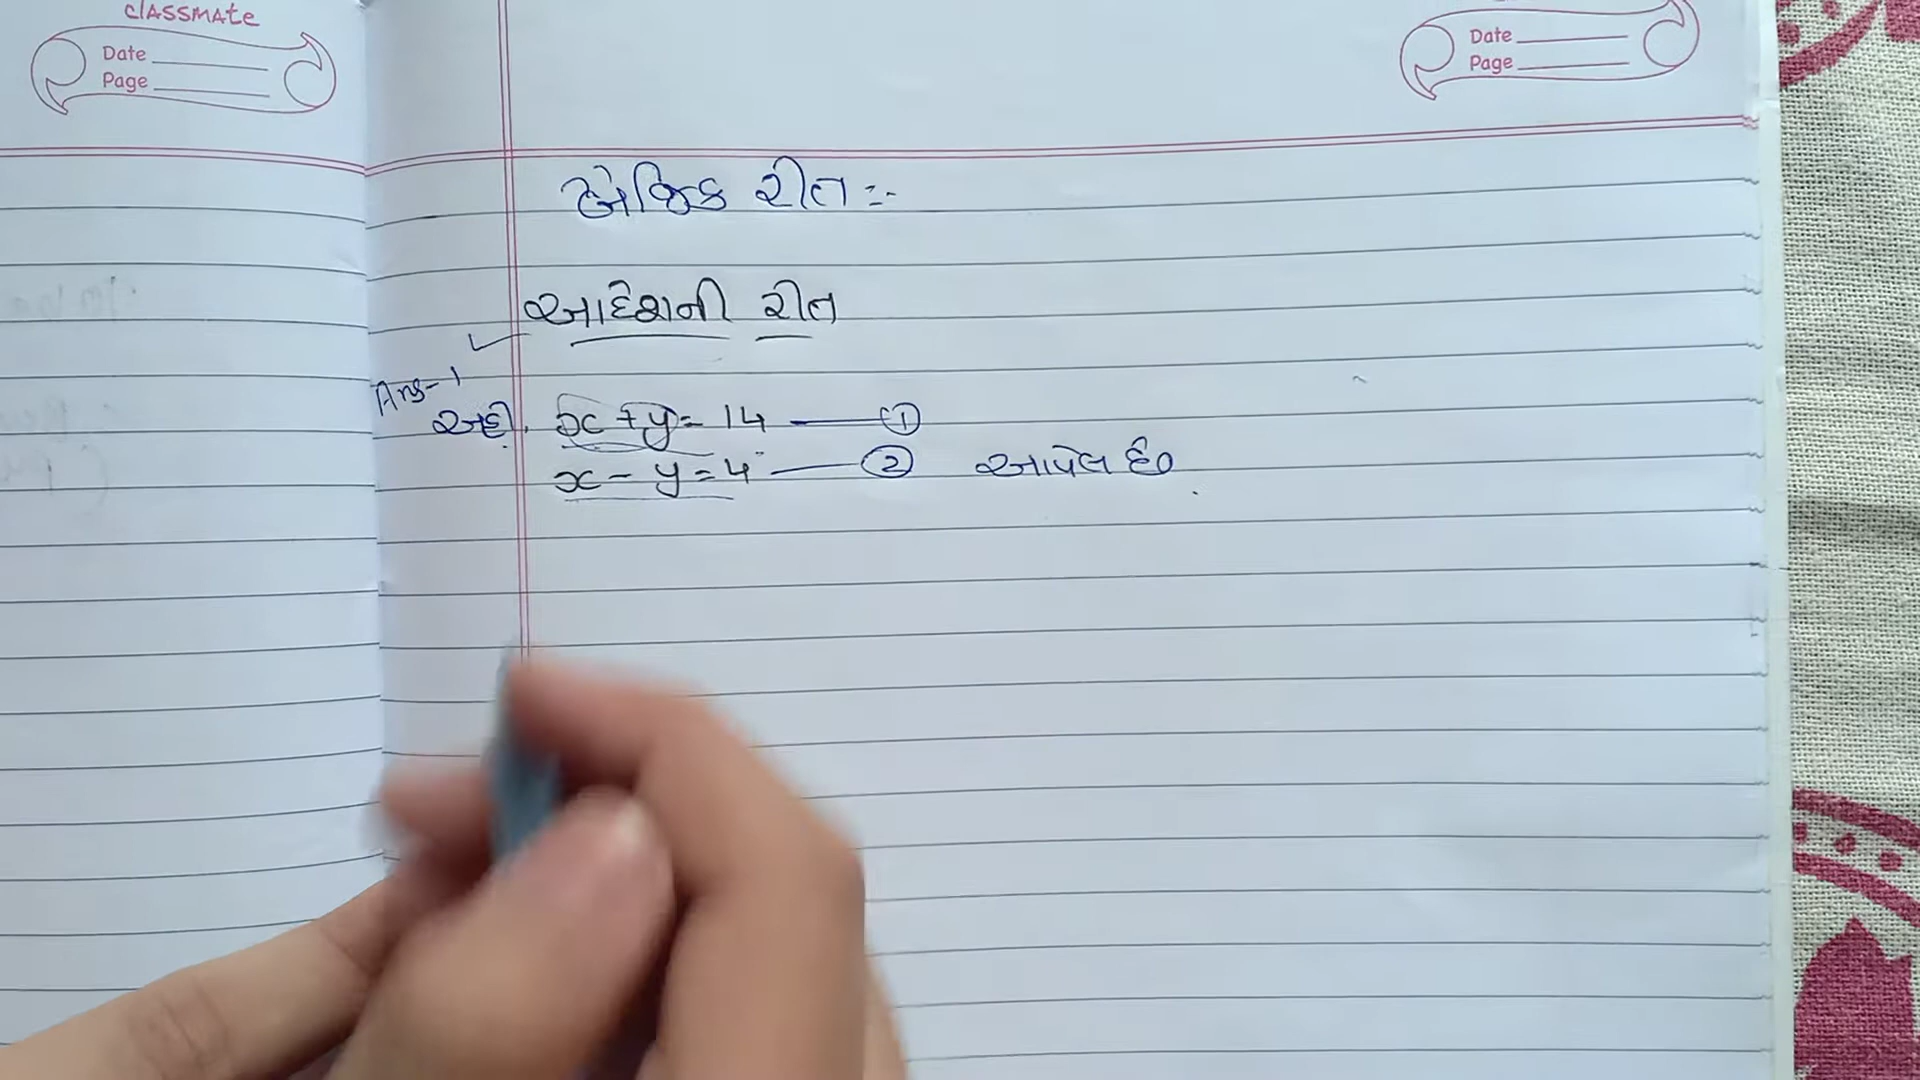 classmate
Date
Page
Date
Page
બૈજિક રીત :-
આદેશની રીત
Ans-1
અહીં, x + y = 14 —— ①
x - y = 4 —— ②
આપેલ છે.